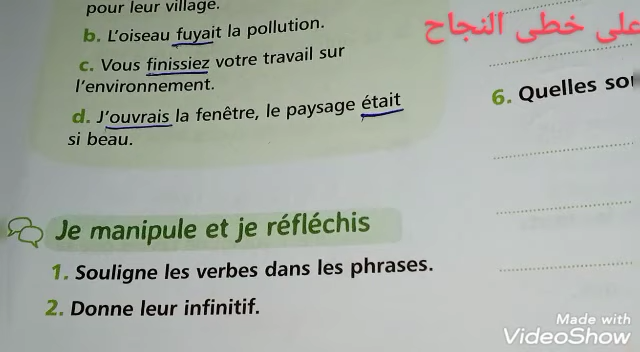 pour leur village.
b. L'oiseau fuyait la pollution.
c. Vous finissiez votre travail sur
l'environnement.
d. J'ouvrais la fenêtre, le paysage était
si beau.
Je manipule et je réfléchis
1. Souligne les verbes dans les phrases.
2. Donne leur infinitif.
على خطى النجاح
6. Quelles
Made with
VideoShow